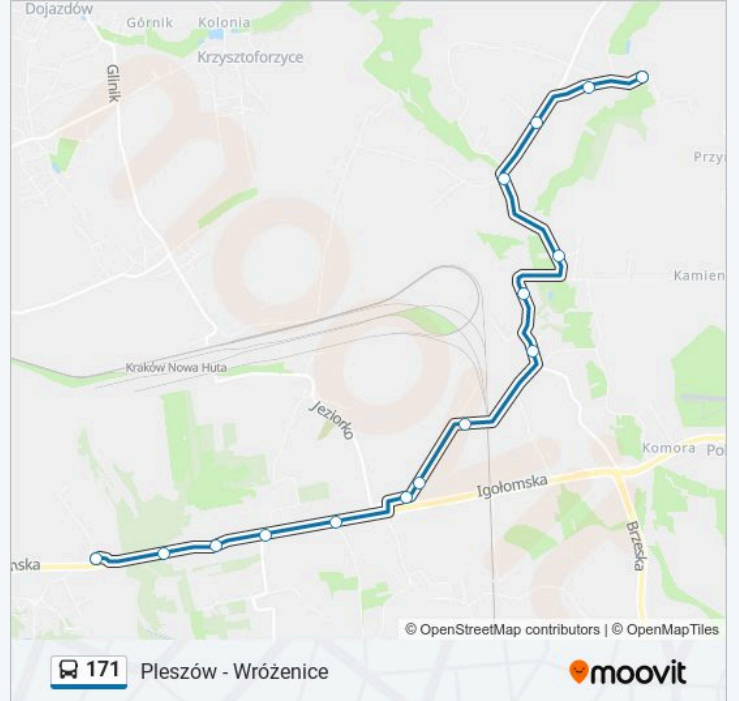 Dojazdów
Górnik Kolonia
Krzysztoforzyce
Glinik
Przy
Kamien
Kraków Nowa Huta
Jeziorko
Komora Po
Igołomska
Brzeska
ńska
© OpenStreetMap contributors | © OpenMapTiles
171 Pleszów - Wróżenice
moovit